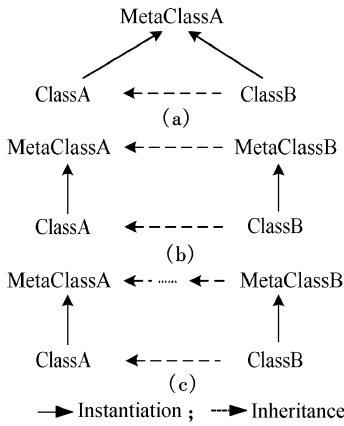 MetaClassA
ClassA ClassB
(a)
MetaClassA MetaClassB
ClassA ClassB
(b)
MetaClassA ...... MetaClassB
ClassA ClassB
(c)
Instantiation ; Inheritance